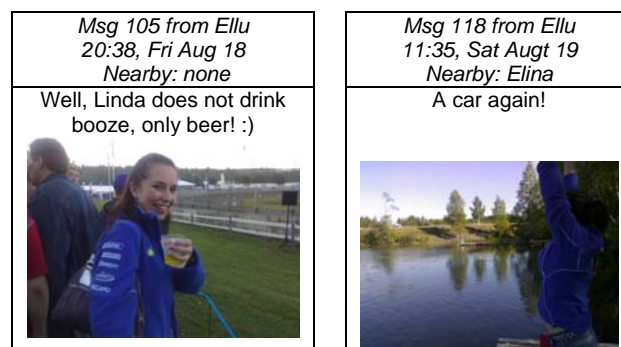 Msg 105 from Ellu
20:38, Fri Aug 18
Nearby: none
Well, Linda does not drink
booze, only beer! :)
Msg 118 from Ellu
11:35, Sat Augt 19
Nearby: Elina
A car again!